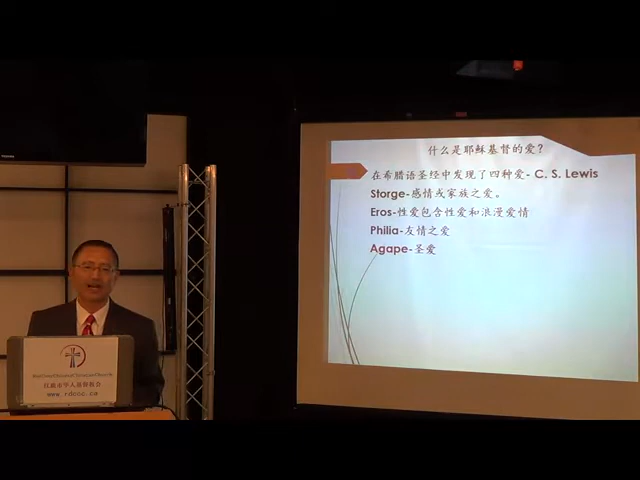 什么是耶稣基督的爱？
在希腊语圣经中发现了四种爱- C. S. Lewis
Storge-感情或家族之爱。
Eros-性爱包含性爱和浪漫爱情
Philia-友情之爱
Agape-圣爱
www.rdccc.ca